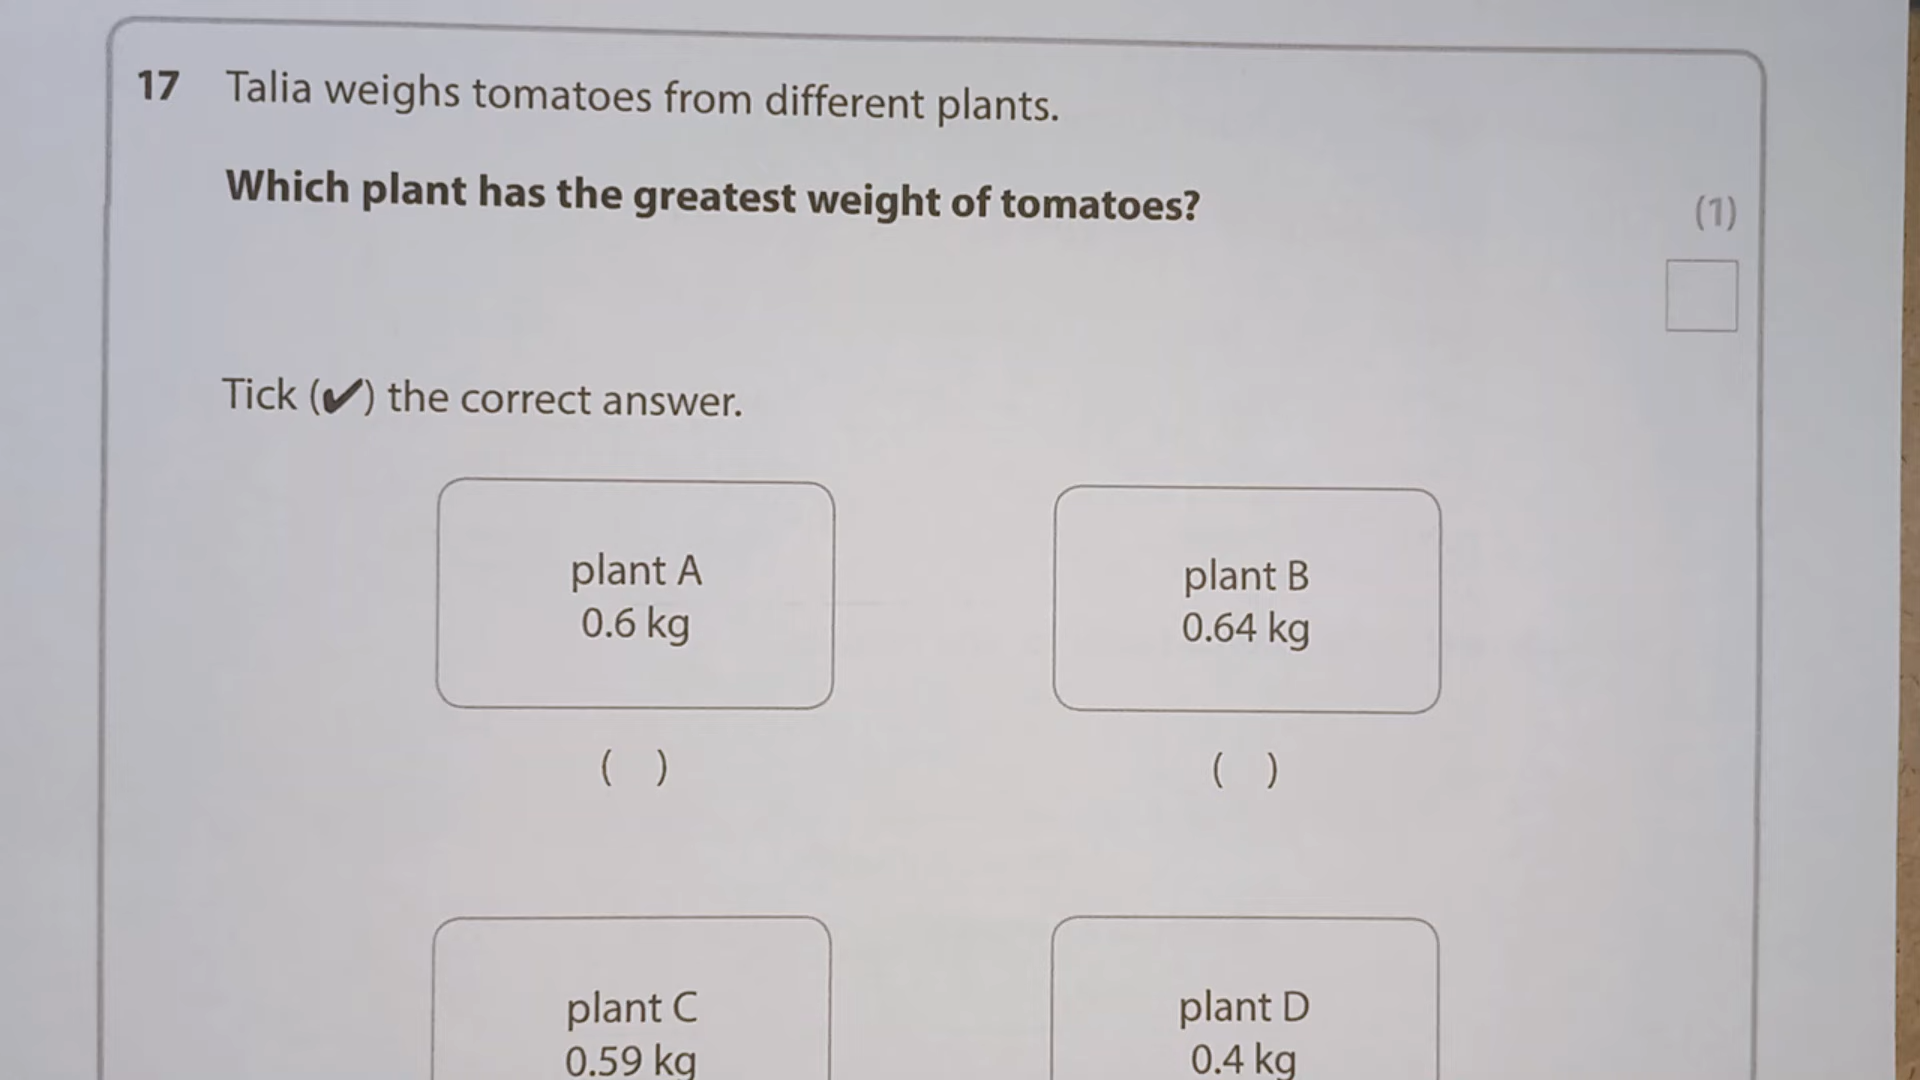 17 Talia weighs tomatoes from different plants.
Which plant has the greatest weight of tomatoes?
(1)
Tick (✔) the correct answer.
plant A
0.6 kg
plant B
0.64 kg
( )
( )
plant C
0.59 kg
plant D
0.4 kg